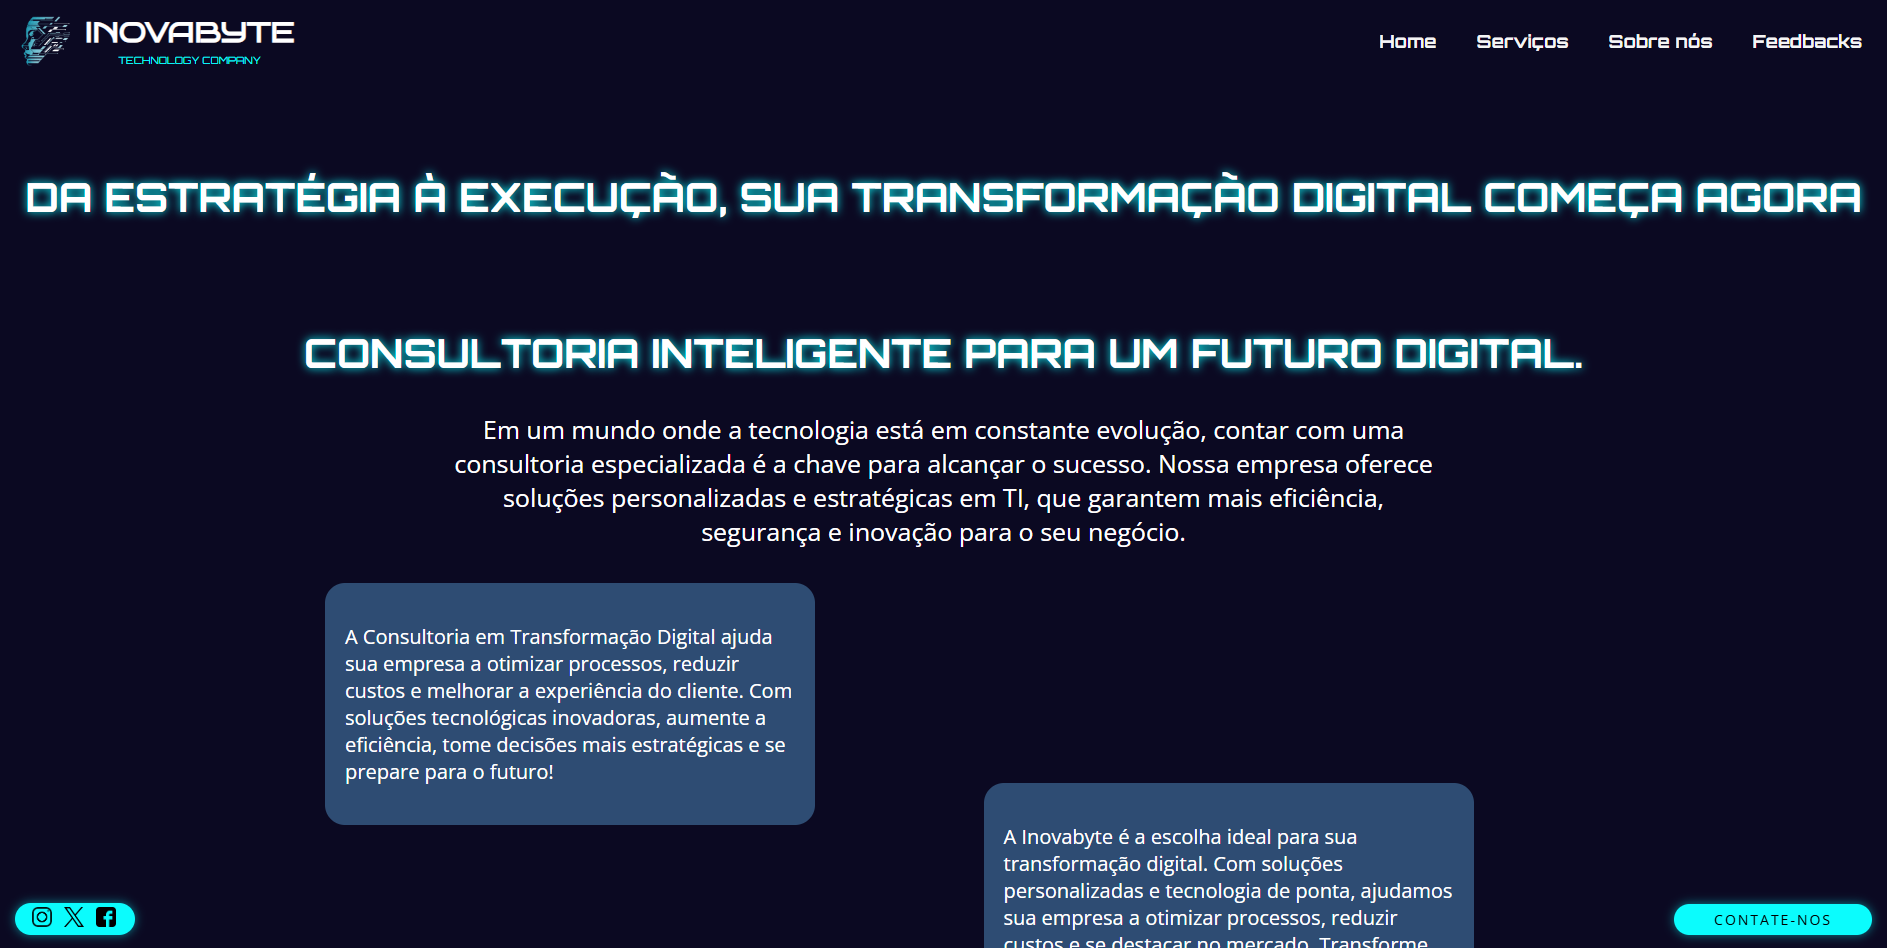 INOVABYTE
TECHNOLOGY COMPANY
Home Serviços Sobre nós Feedbacks
DA ESTRATÉGIA À EXECUÇÃO, SUA TRANSFORMAÇÃO DIGITAL COMEÇA AGORA
CONSULTORIA INTELIGENTE PARA UM FUTURO DIGITAL.
Em um mundo onde a tecnologia está em constante evolução, contar com uma
consultoria especializada é a chave para alcançar o sucesso. Nossa empresa oferece
soluções personalizadas e estratégicas em TI, que garantem mais eficiência,
segurança e inovação para o seu negócio.
A Consultoria em Transformação Digital ajuda
sua empresa a otimizar processos, reduzir
custos e melhorar a experiência do cliente. Com
soluções tecnológicas inovadoras, aumente a
eficiência, tome decisões mais estratégicas e se
prepare para o futuro!
A Inovabyte é a escolha ideal para sua
transformação digital. Com soluções
personalizadas e tecnologia de ponta, ajudamos
sua empresa a otimizar processos, reduzir
custos e se destacar no mercado. Transforme
CONTATE-NOS